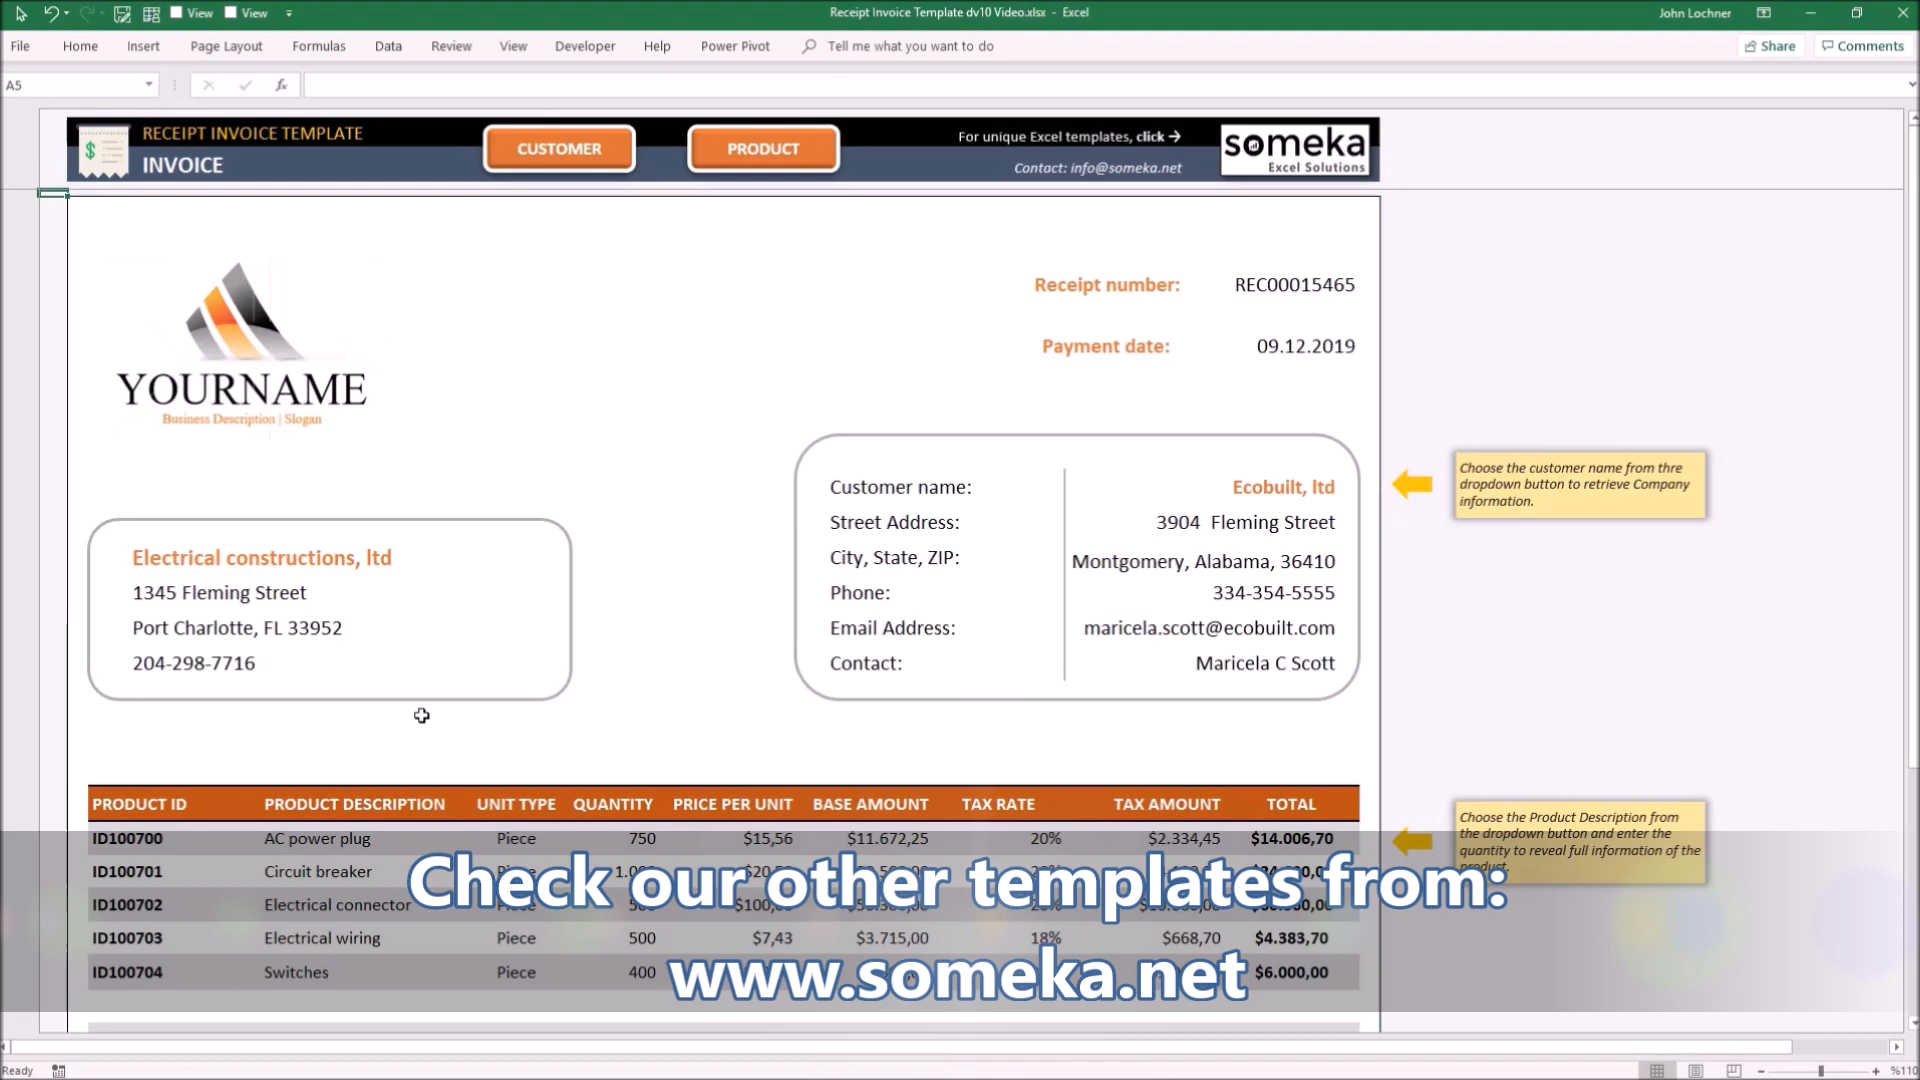 View View Receipt Invoice Template dv10 Video.xlsx - Excel John Lochner
File Home Insert Page Layout Formulas Data Review View Developer Help Power Pivot Tell me what you want to do Share Comments
A5 fx
RECEIPT INVOICE TEMPLATE
INVOICE
CUSTOMER
PRODUCT
For unique Excel templates, click →
Contact: info@someka.net
someka
Excel Solutions
Receipt number: REC00015465
Payment date: 09.12.2019
YOURNAME
Business Description | Slogan
Electrical constructions, ltd
1345 Fleming Street
Port Charlotte, FL 33952
204-298-7716
Customer name: Ecobuilt, ltd
Street Address: 3904 Fleming Street
City, State, ZIP: Montgomery, Alabama, 36410
Phone: 334-354-5555
Email Address: maricela.scott@ecobuilt.com
Contact: Maricela C Scott
Choose the customer name from thre
dropdown button to retrieve Company
information.
PRODUCT ID PRODUCT DESCRIPTION UNIT TYPE QUANTITY PRICE PER UNIT BASE AMOUNT TAX RATE TAX AMOUNT TOTAL
ID100700 AC power plug Piece 750 $15,56 $11.672,25 20% $2.334,45 $14.006,70
ID100701 Circuit breaker
ID100702 Electrical connector
ID100703 Electrical wiring Piece 500 $7,43 $3.715,00 18% $668,70 $4.383,70
ID100704 Switches Piece 400 $6.000,00
Choose the Product Description from
the dropdown button and enter the
quantity to reveal full information of the
product.
Check our other templates from:
www.someka.net
Ready %110